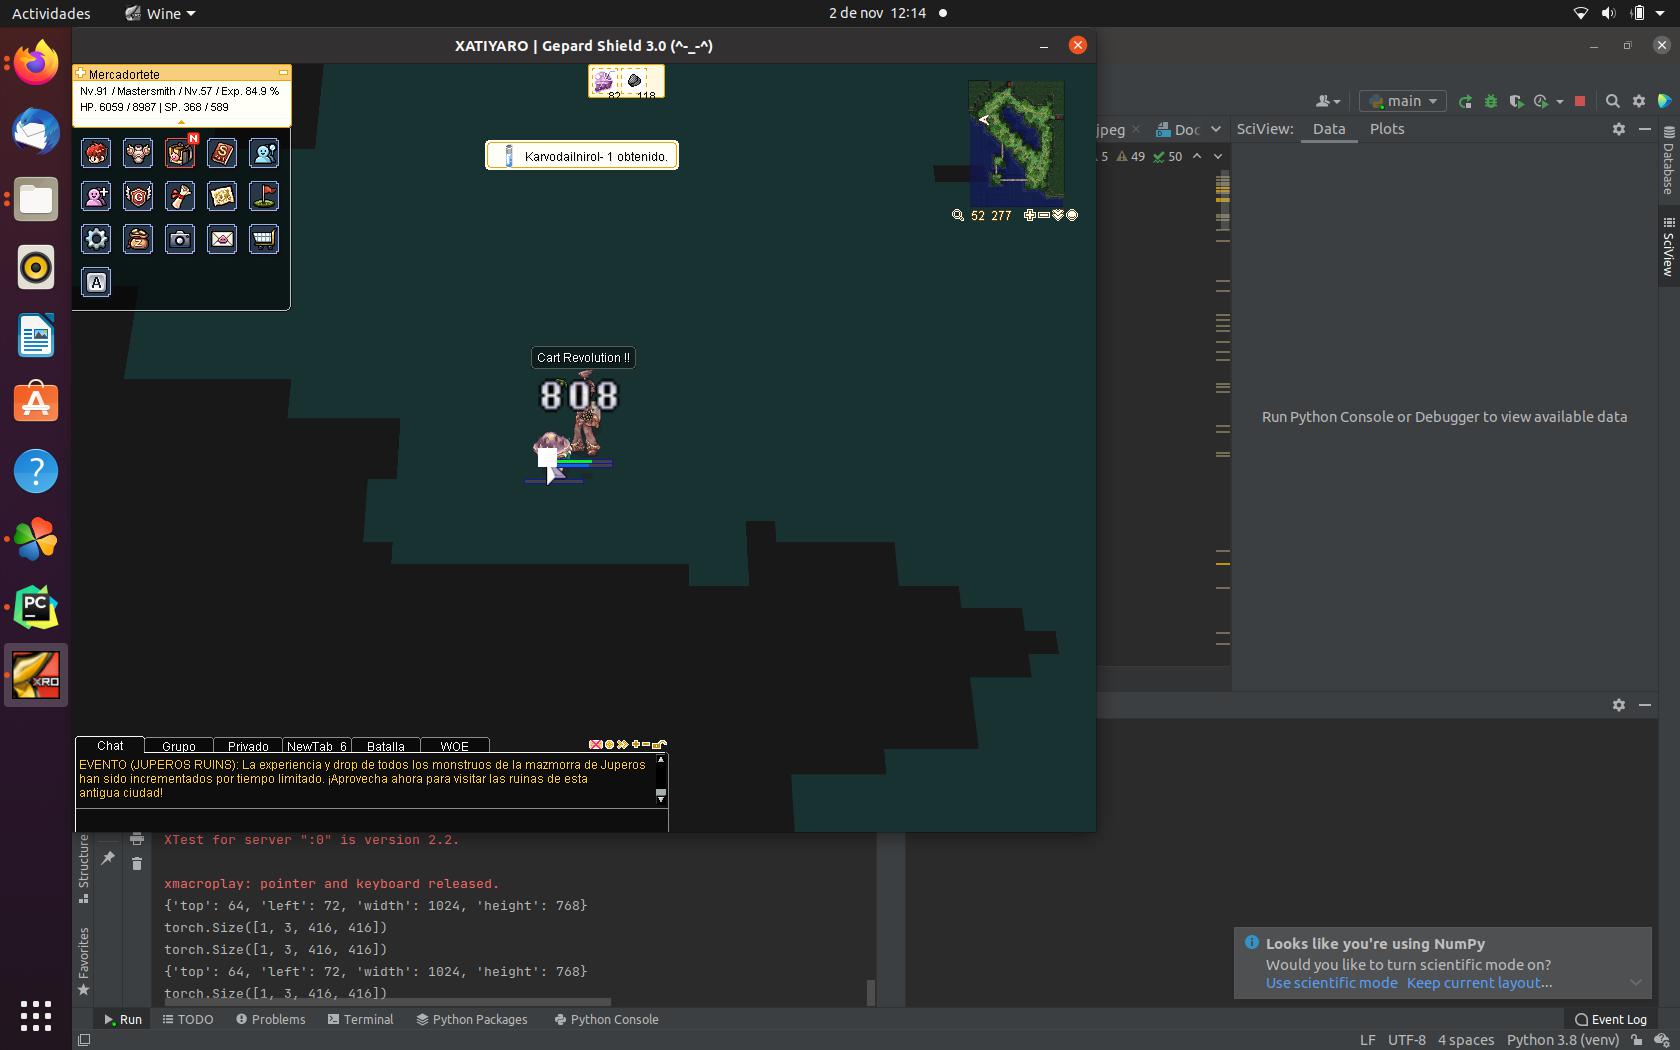 Actividades
Wine
2 de nov 12:14
XATIYARO | Gepard Shield 3.0 (^-_-^)
Mercadortete
Nv.91 / Mastersmith / Nv.57 / Exp. 84.9 %
HP. 6059 / 8987 | SP. 368 / 589
N
82
118
Karvodailnirol- 1 obtenido.
52 277
A
Cart Revolution !!
808
Chat
Grupo
Privado
NewTab_6
Batalla
WOE
EVENTO (JUPEROS RUINS): La experiencia y drop de todos los monstruos de la mazmorra de Juperos
han sido incrementados por tiempo limitado. ¡Aprovecha ahora para visitar las ruinas de esta
antigua ciudad!
main
jpeg
Doc
SciView:
Data
Plots
5
49
50
Database
SciView
Run Python Console or Debugger to view available data
PC
XRO
Structure
Favorites
XTest for server ":0" is version 2.2.
xmacroplay: pointer and keyboard released.
{'top': 64, 'left': 72, 'width': 1024, 'height': 768}
torch.Size([1, 3, 416, 416])
torch.Size([1, 3, 416, 416])
{'top': 64, 'left': 72, 'width': 1024, 'height': 768}
torch.Size([1, 3, 416, 416])
Looks like you're using NumPy
Would you like to turn scientific mode on?
Use scientific mode Keep current layout...
Run
TODO
Problems
Terminal
Python Packages
Python Console
Event Log
LF
UTF-8
4 spaces
Python 3.8 (venv)